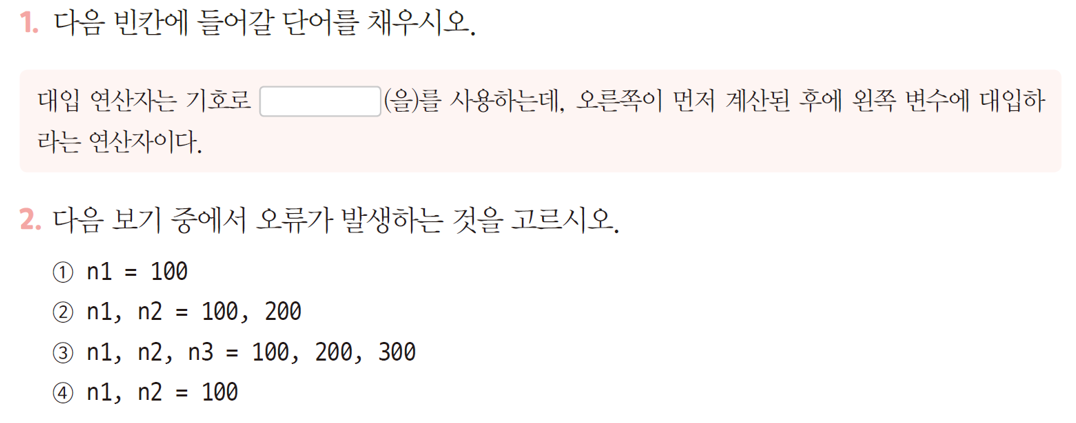 1. 다음 빈칸에 들어갈 단어를 채우시오.
대입 연산자는 기호로 (을)를 사용하는데, 오른쪽이 먼저 계산된 후에 왼쪽 변수에 대입하
라는 연산자이다.
2. 다음 보기 중에서 오류가 발생하는 것을 고르시오.
① n1 = 100
② n1, n2 = 100, 200
③ n1, n2, n3 = 100, 200, 300
④ n1, n2 = 100